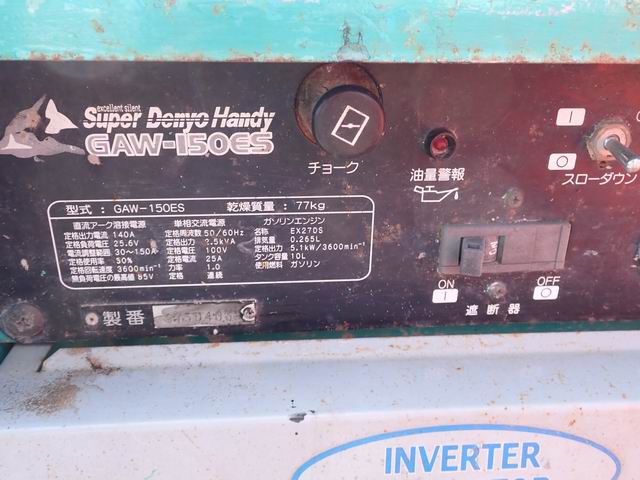 excellent silent
Super Denyo Handy
GAW-150ES
チョーク
油量警報
スローダウン
型式：GAW-150ES 乾燥質量：77kg
直流アーク溶接電源
定格出力電流 140A
定格負荷電圧 25.6V
電流調整範囲 30～150A
定格使用率 50%
定格回転速度 3600min⁻¹
無負荷電圧の最高値 85V
単相交流電源
定格周波数 50/60Hz
定格出力 2.5kVA
定格電圧 100V
定格電流 25A
力率 1.0
定格 連続
ガソリンエンジン
名称 EX27DS
排気量 0.265L
定格出力 5.1kW/3600min⁻¹
タンク容量 10L
使用燃料 ガソリン
ON
OFF
遮断器
製番
INVERTER